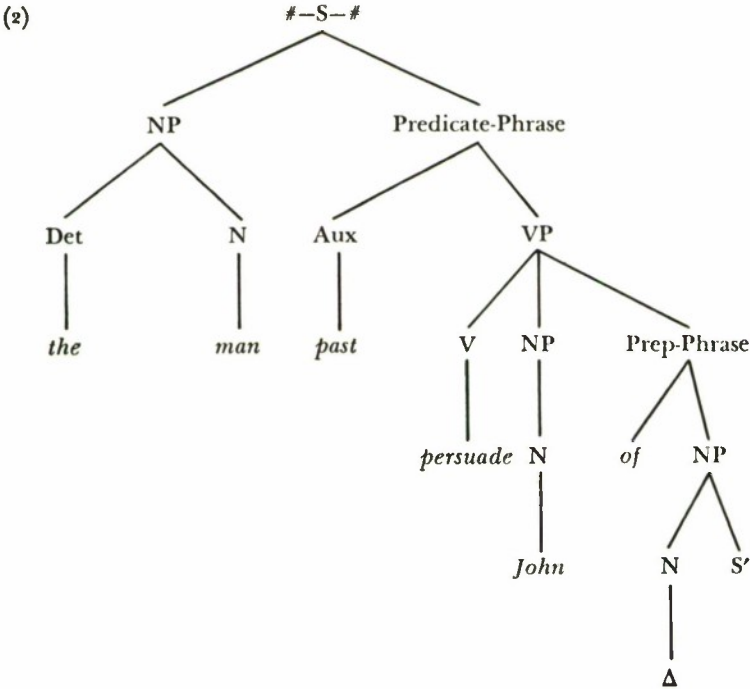 (2)
#–S–#
NP Predicate-Phrase
Det N Aux VP
the man past V NP Prep-Phrase
persuade N of NP
John N S′
Δ